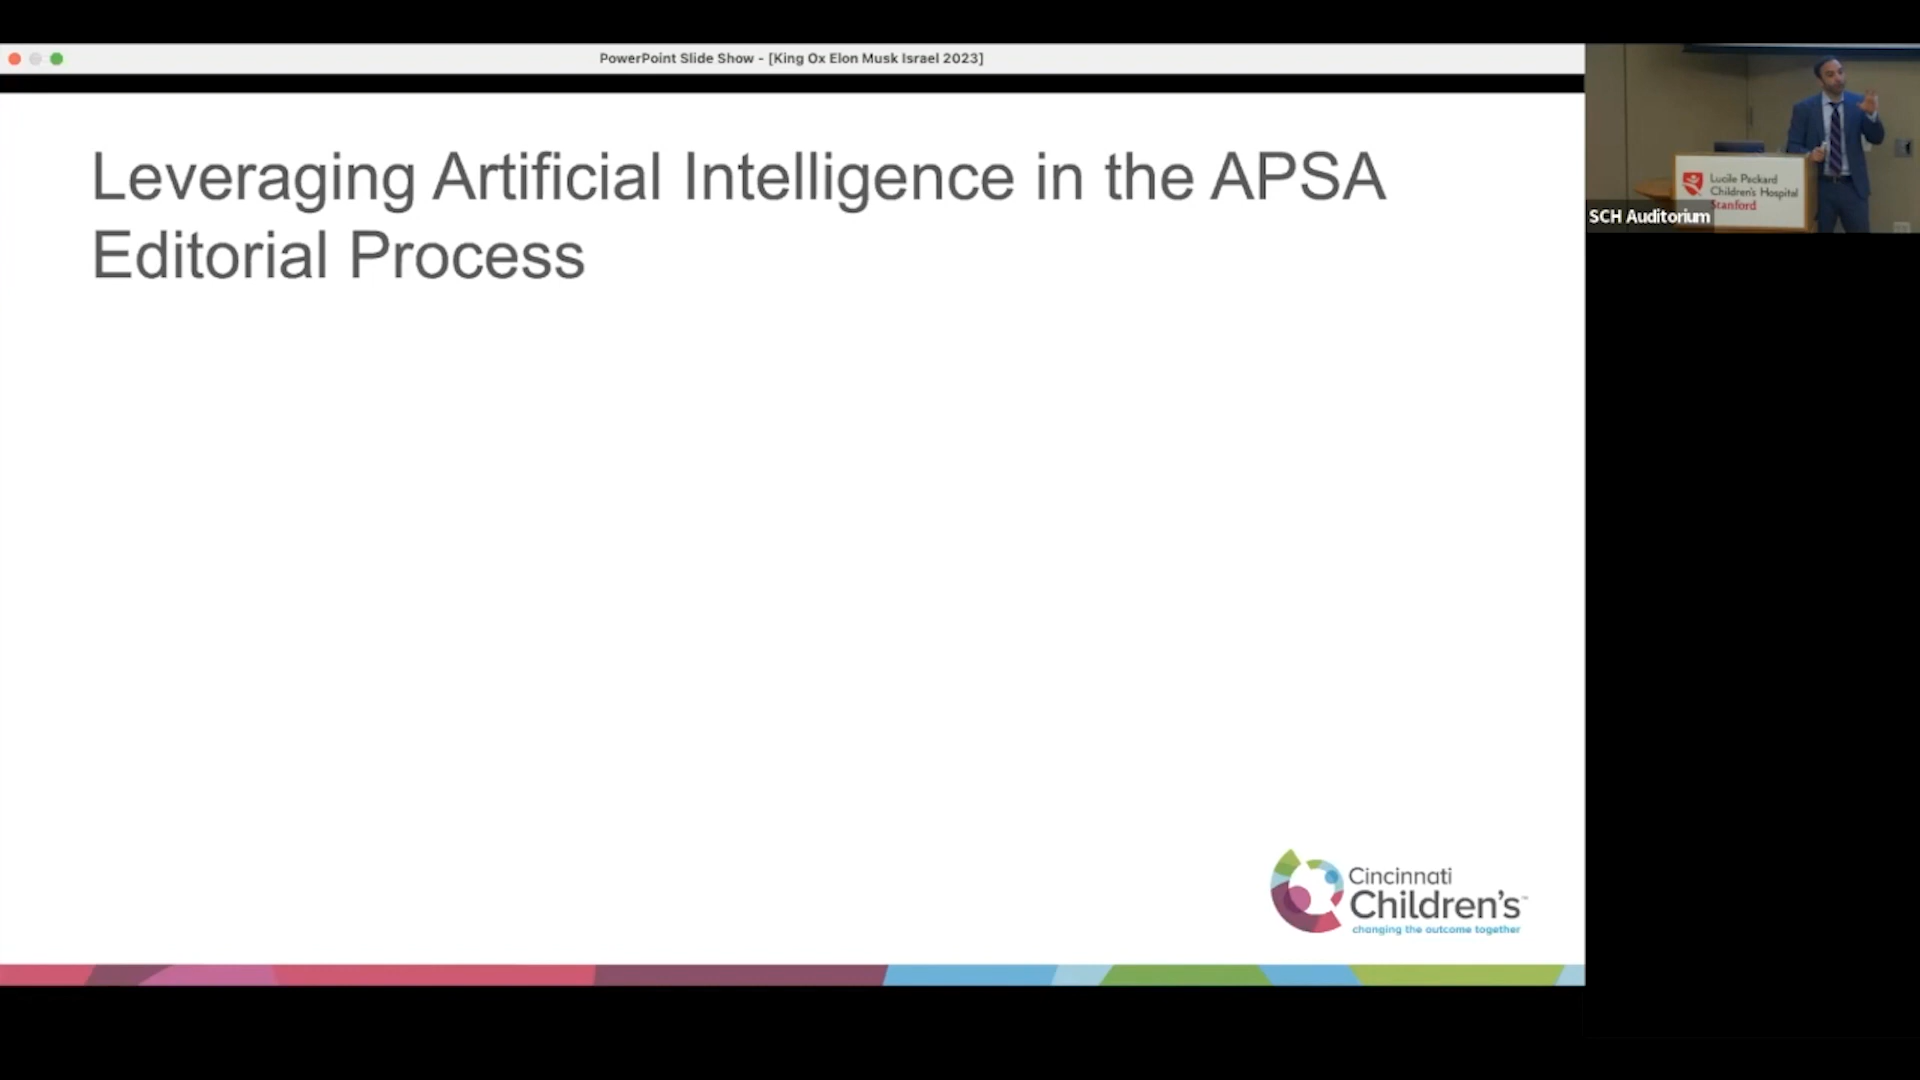 PowerPoint Slide Show - [King Ox Elon Musk Israel 2023]
Leveraging Artificial Intelligence in the APSA
Editorial Process
Cincinnati
Children's™
changing the outcome together
Lucile Packard
Children's Hospital
Stanford
SCH Auditorium